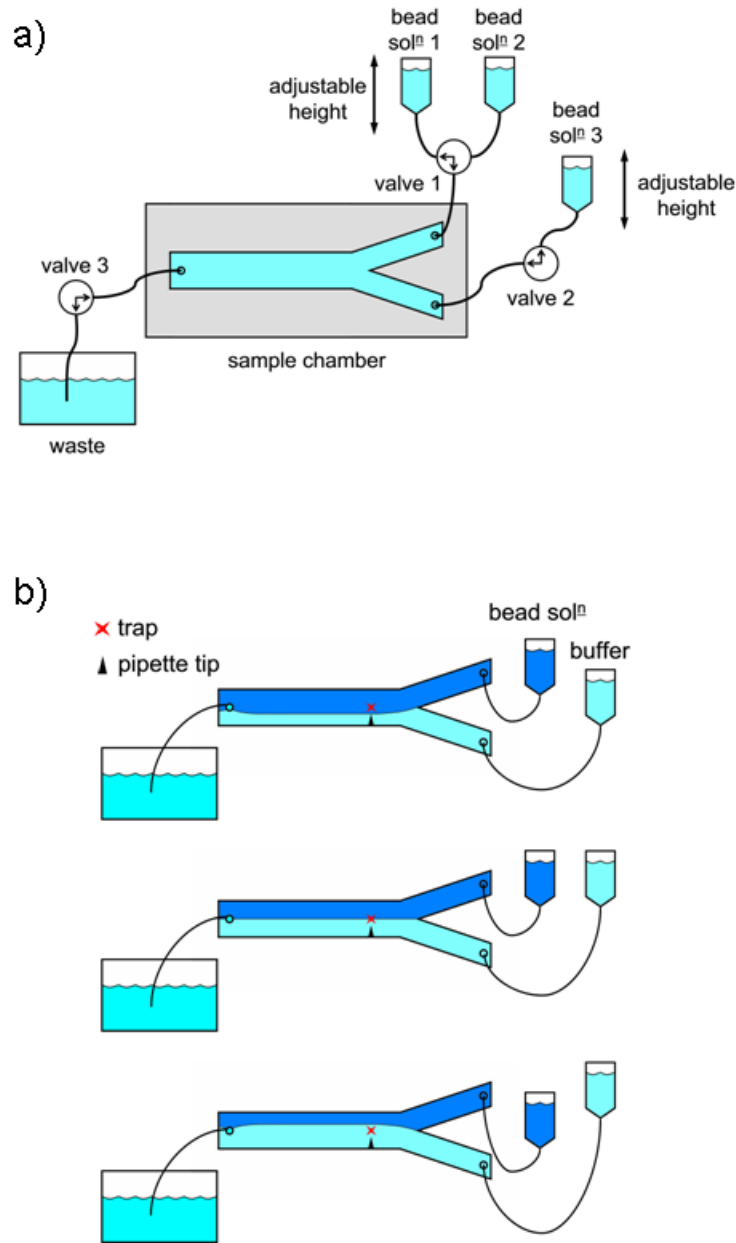 a)
bead
solⁿ 1
bead
solⁿ 2
adjustable
height
bead
solⁿ 3
valve 1
adjustable
height
valve 3
valve 2
sample chamber
waste
b)
bead solⁿ
trap
buffer
pipette tip